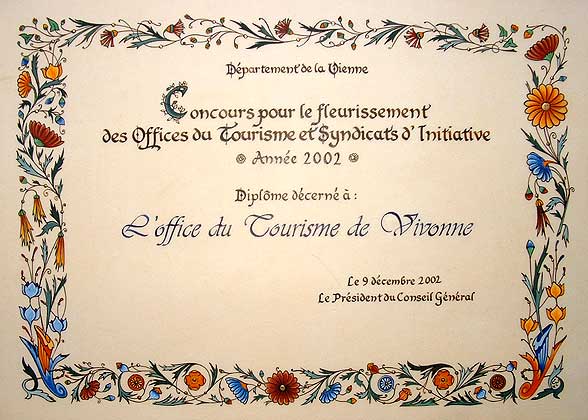 Département de la Vienne
Concours pour le fleurissement
des Offices du Tourisme et Syndicats d'Initiative
Année 2002
Diplôme décerné à :
L'office du Tourisme de Vivonne
Le 9 décembre 2002
Le Président du Conseil Général